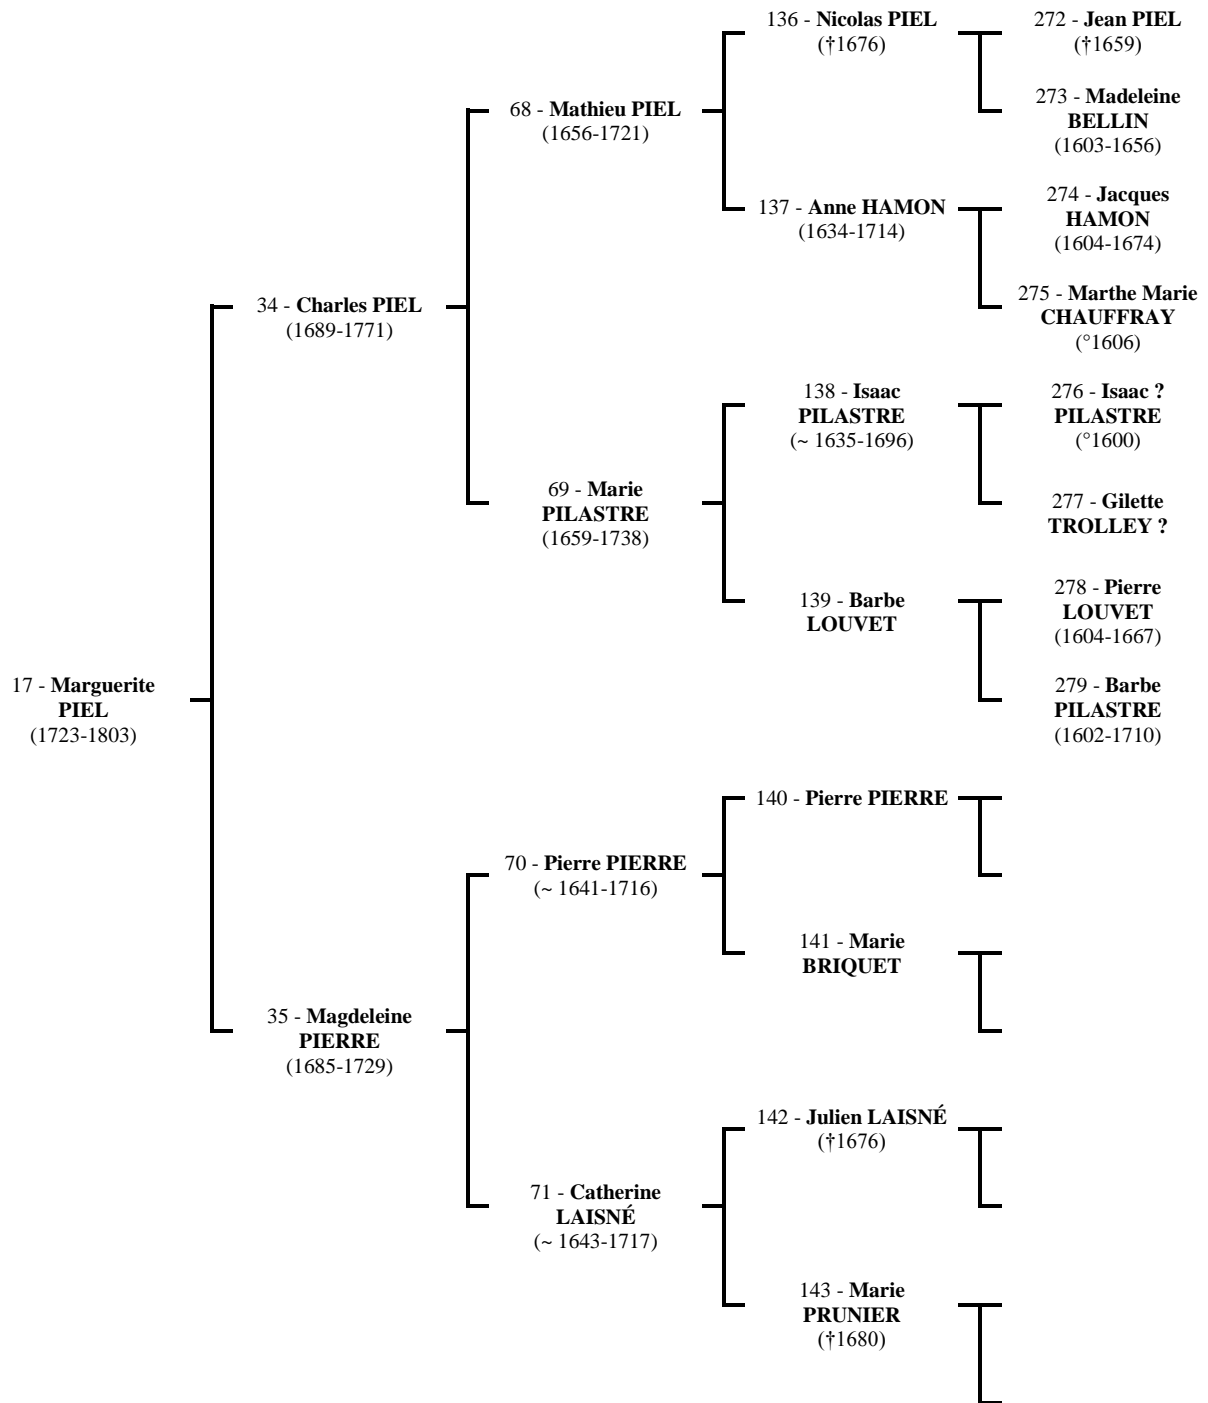 136 - Nicolas PIEL
(†1676)
272 - Jean PIEL
(†1659)
68 - Mathieu PIEL
(1656-1721)
273 - Madeleine
BELLIN
(1603-1656)
137 - Anne HAMON
(1634-1714)
274 - Jacques
HAMON
(1604-1674)
34 - Charles PIEL
(1689-1771)
275 - Marthe Marie
CHAUFFRAY
(°1606)
138 - Isaac
PILASTRE
(~ 1635-1696)
276 - Isaac ?
PILASTRE
(°1600)
69 - Marie
PILASTRE
(1659-1738)
277 - Gilette
TROLLEY ?
139 - Barbe
LOUVET
278 - Pierre
LOUVET
(1604-1667)
17 - Marguerite
PIEL
(1723-1803)
279 - Barbe
PILASTRE
(1602-1710)
140 - Pierre PIERRE
70 - Pierre PIERRE
(~ 1641-1716)
141 - Marie
BRIQUET
35 - Magdeleine
PIERRE
(1685-1729)
142 - Julien LAISNÉ
(†1676)
71 - Catherine
LAISNÉ
(~ 1643-1717)
143 - Marie
PRUNIER
(†1680)